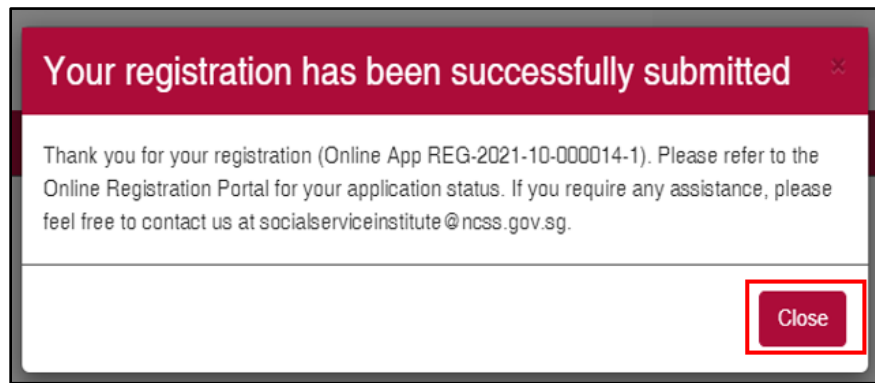 Your registration has been successfully submitted ×
Thank you for your registration (Online App REG-2021-10-000014-1). Please refer to the
Online Registration Portal for your application status. If you require any assistance, please
feel free to contact us at socialserviceinstitute@ncss.gov.sg.
Close